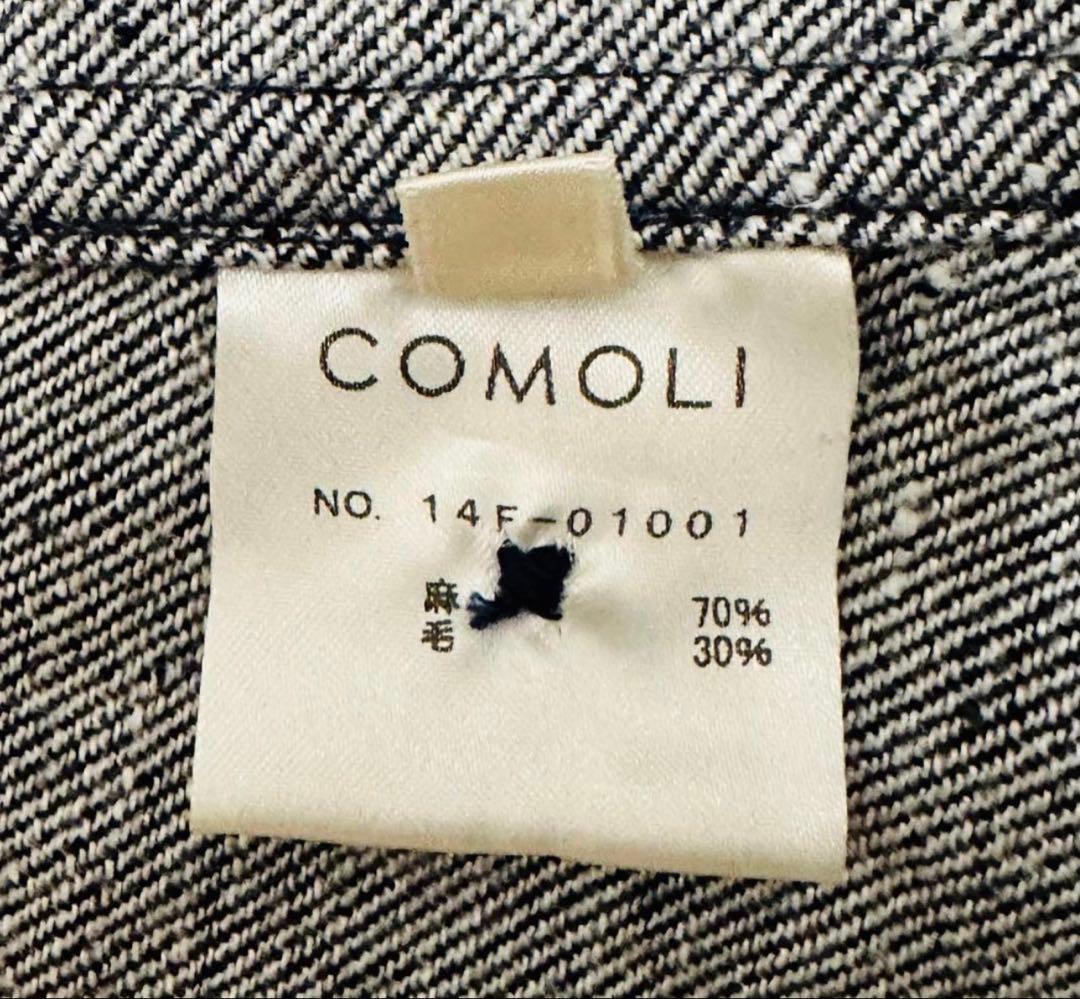 COMOLI
NO. 14F-01001
麻 70%
毛 30%